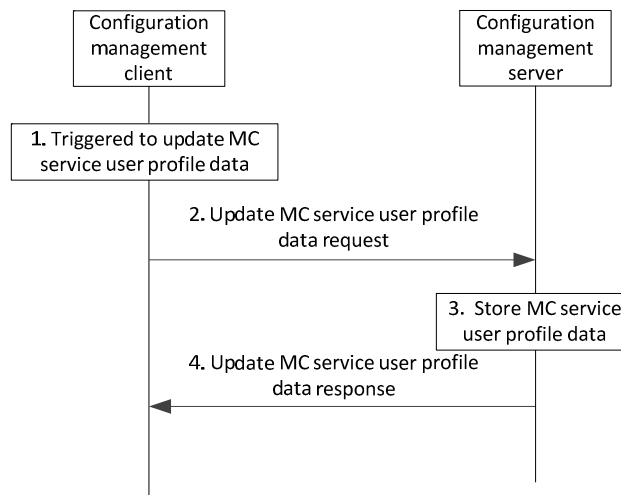 Configuration
management
client
Configuration
management
server
1. Triggered to update MC
service user profile data
2. Update MC service user profile
data request
3. Store MC service
user profile data
4. Update MC service user profile
data response